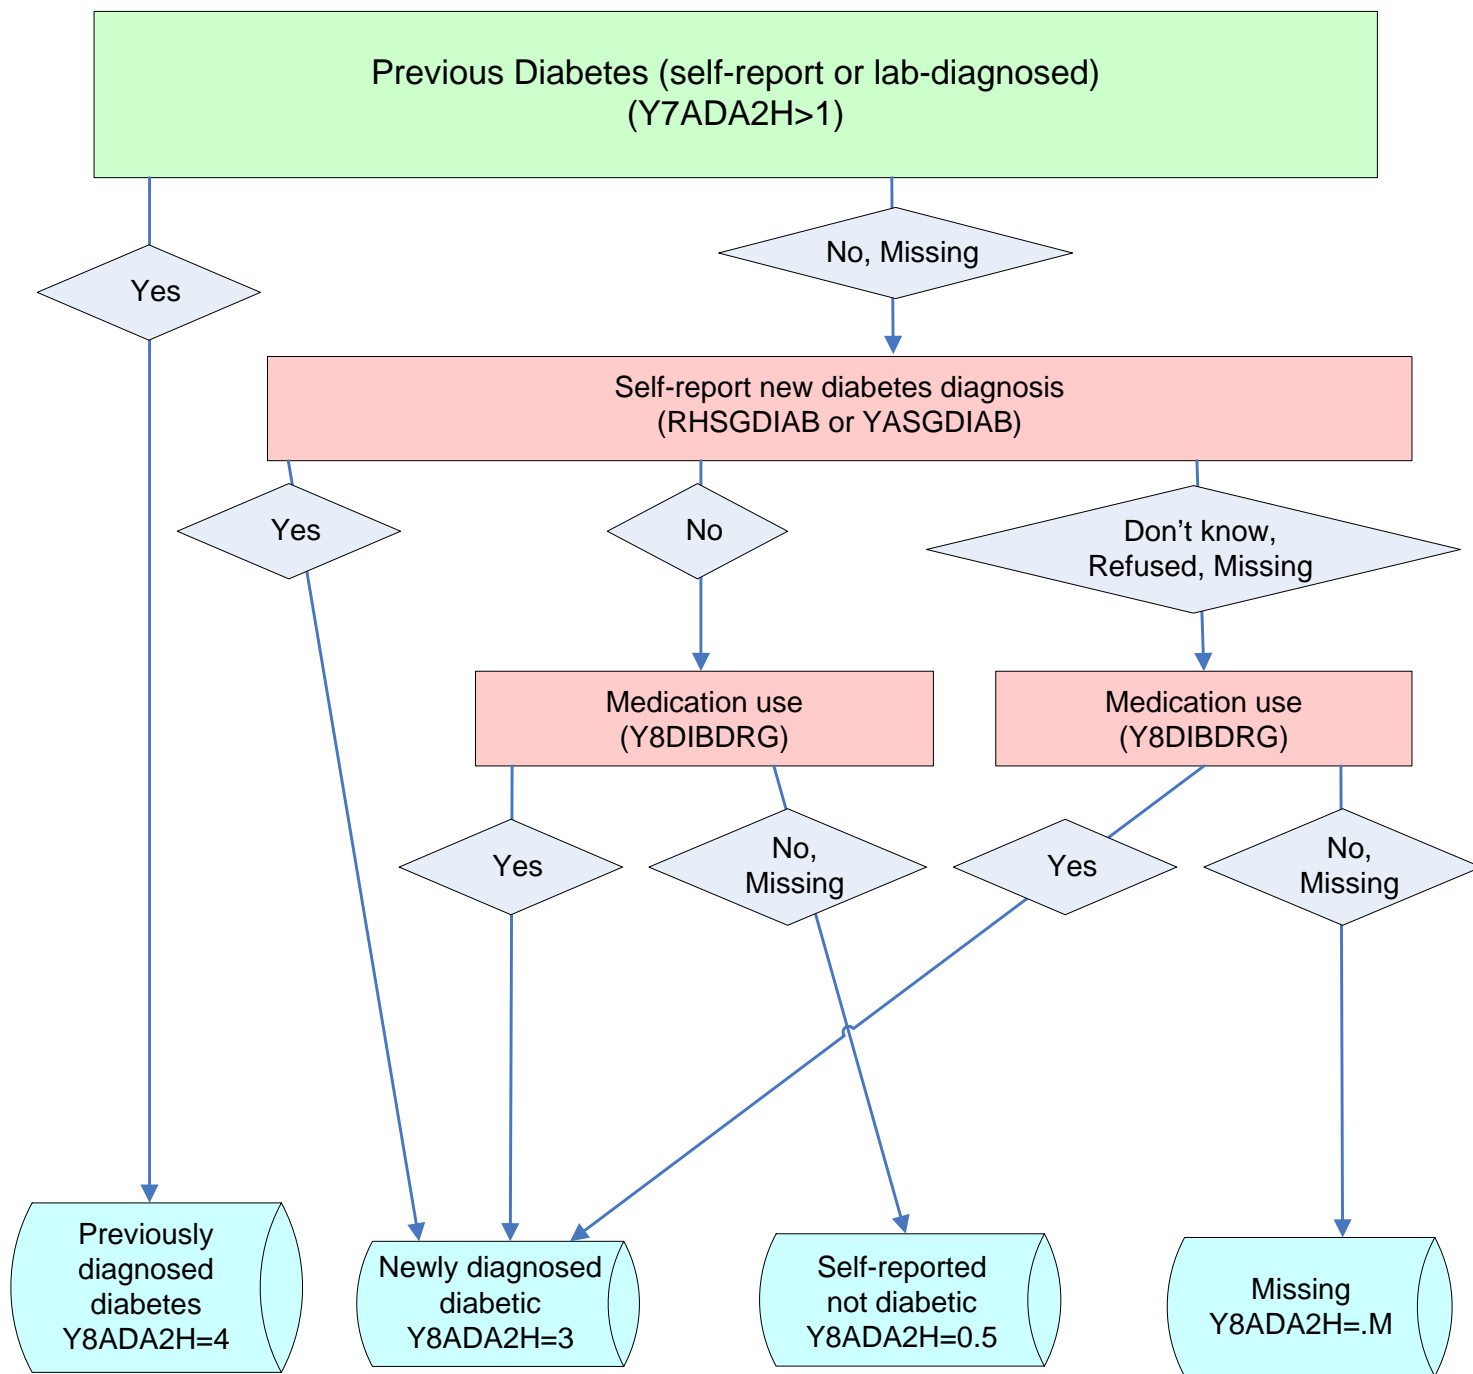 Previous Diabetes (self-report or lab-diagnosed)
(Y7ADA2H>1)
No, Missing
Yes
Self-report new diabetes diagnosis
(RHSGDIAB or YASGDIAB)
Yes
No
Don’t know,
Refused, Missing
Medication use
(Y8DIBDRG)
Medication use
(Y8DIBDRG)
Yes
No,
Missing
Yes
No,
Missing
Previously
diagnosed
diabetes
Y8ADA2H=4
Newly diagnosed
diabetic
Y8ADA2H=3
Self-reported
not diabetic
Y8ADA2H=0.5
Missing
Y8ADA2H=.M